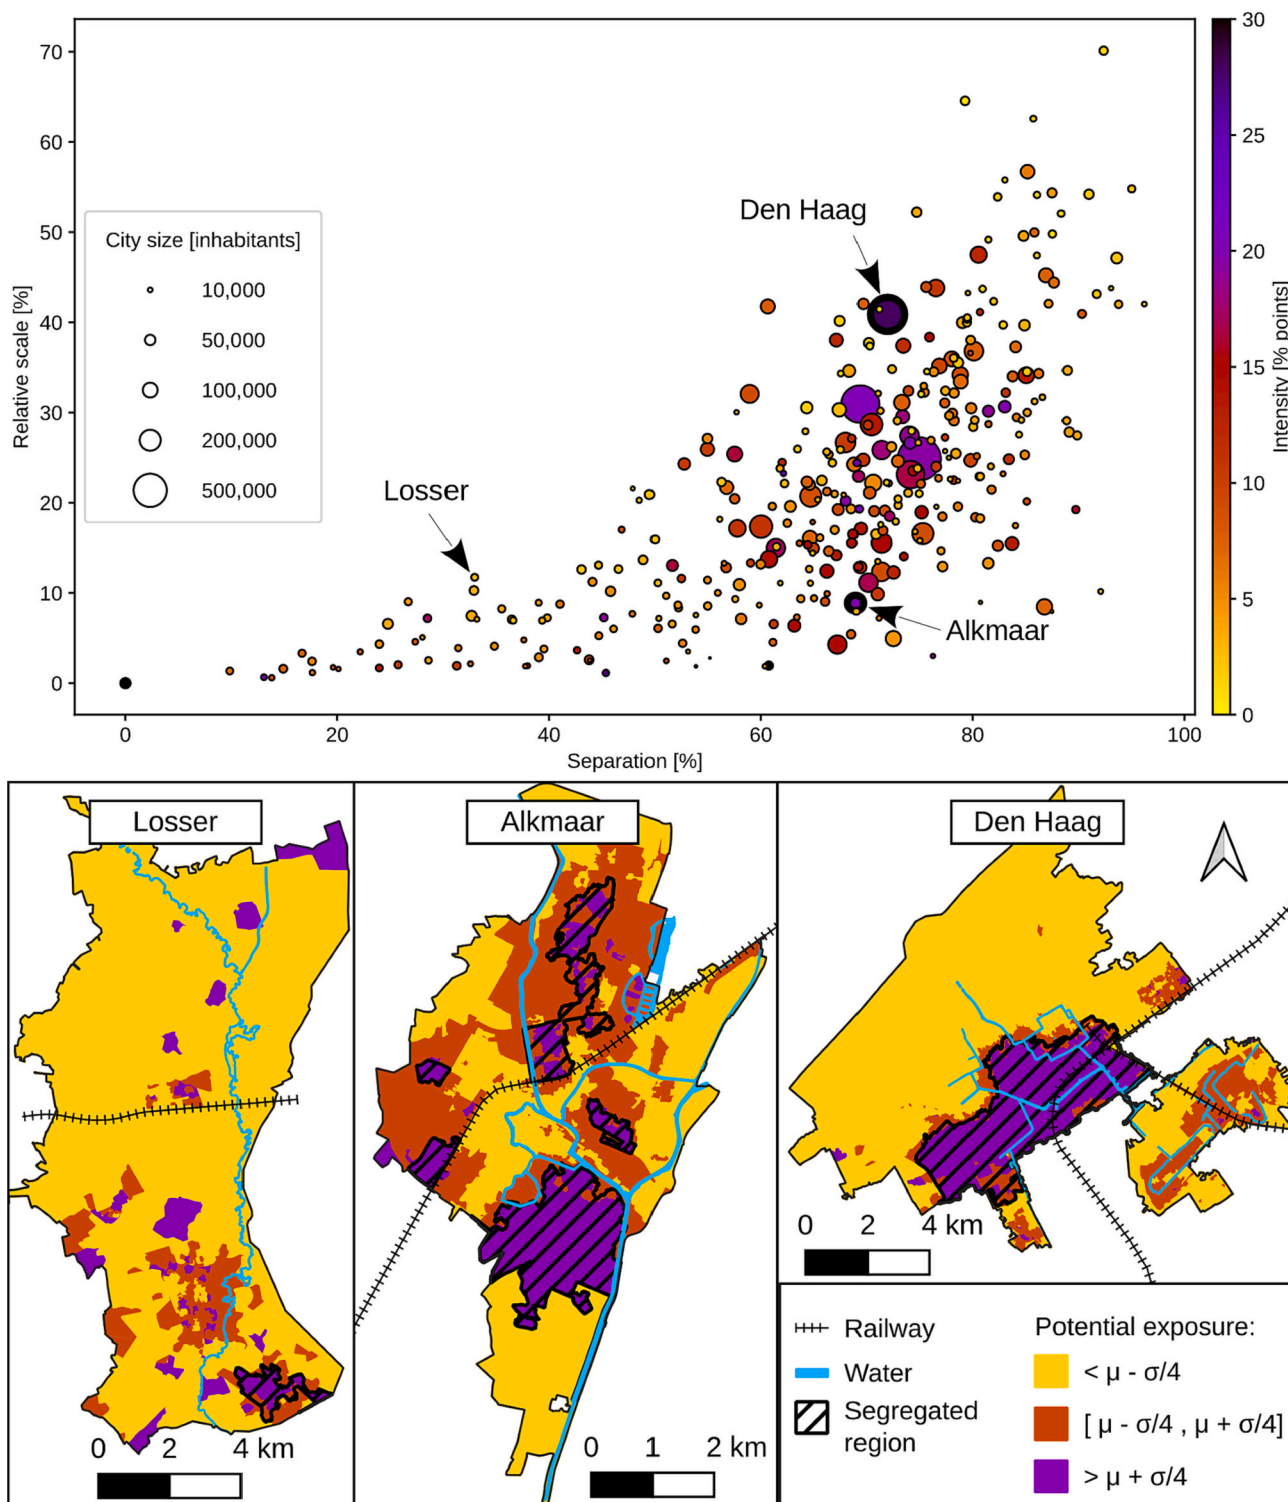 70
60
50
40
30
20
10
0
Relative scale [%]
0
20
40
60
80
100
Separation [%]
City size [inhabitants]
10,000
50,000
100,000
200,000
500,000
Den Haag
Losser
Alkmaar
30
25
20
15
10
5
0
Intensity [% points]
Losser
0 2 4 km
Alkmaar
0 1 2 km
Den Haag
0 2 4 km
Railway
Water
Segregated
region
Potential exposure:
< μ - σ/4
[ μ - σ/4 , μ + σ/4]
> μ + σ/4